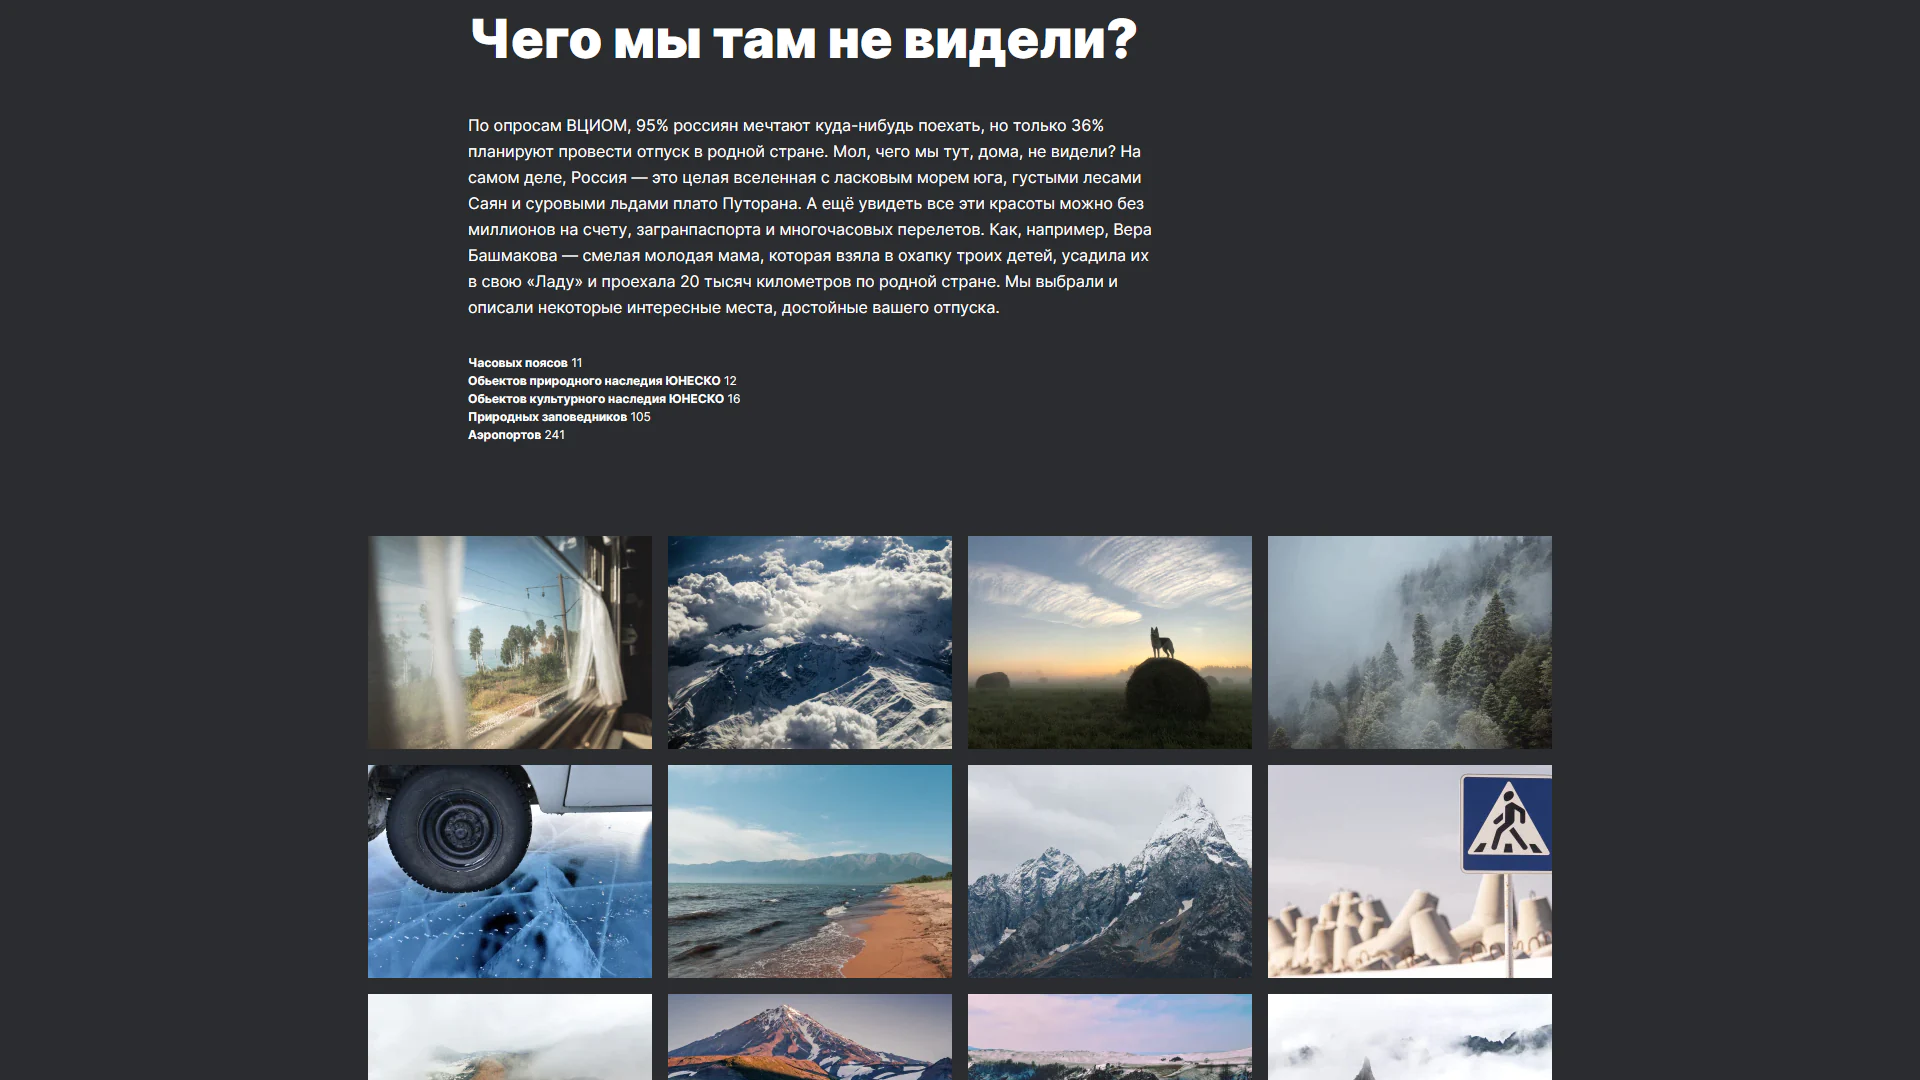 Чего мы там не видели?
По опросам ВЦИОМ, 95% россиян мечтают куда-нибудь поехать, но только 36%
планируют провести отпуск в родной стране. Мол, чего мы тут, дома, не видели? На
самом деле, Россия — это целая вселенная с ласковым морем юга, густыми лесами
Саян и суровыми льдами плато Путорана. А ещё увидеть все эти красоты можно без
миллионов на счету, загранпаспорта и многочасовых перелетов. Как, например, Вера
Башмакова — смелая молодая мама, которая взяла в охапку троих детей, усадила их
в свою «Ладу» и проехала 20 тысяч километров по родной стране. Мы выбрали и
описали некоторые интересные места, достойные вашего отпуска.
Часовых поясов 11
Обьектов природного наследия ЮНЕСКО 12
Обьектов культурного наследия ЮНЕСКО 16
Природных заповедников 105
Аэропортов 241